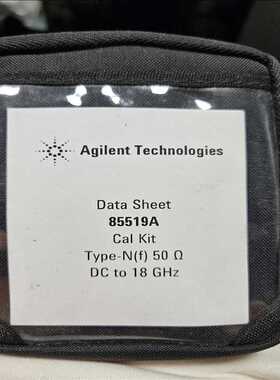 Agilent Technologies
Data Sheet
85519A
Cal Kit
Type-N(f) 50 Ω
DC to 18 GHz